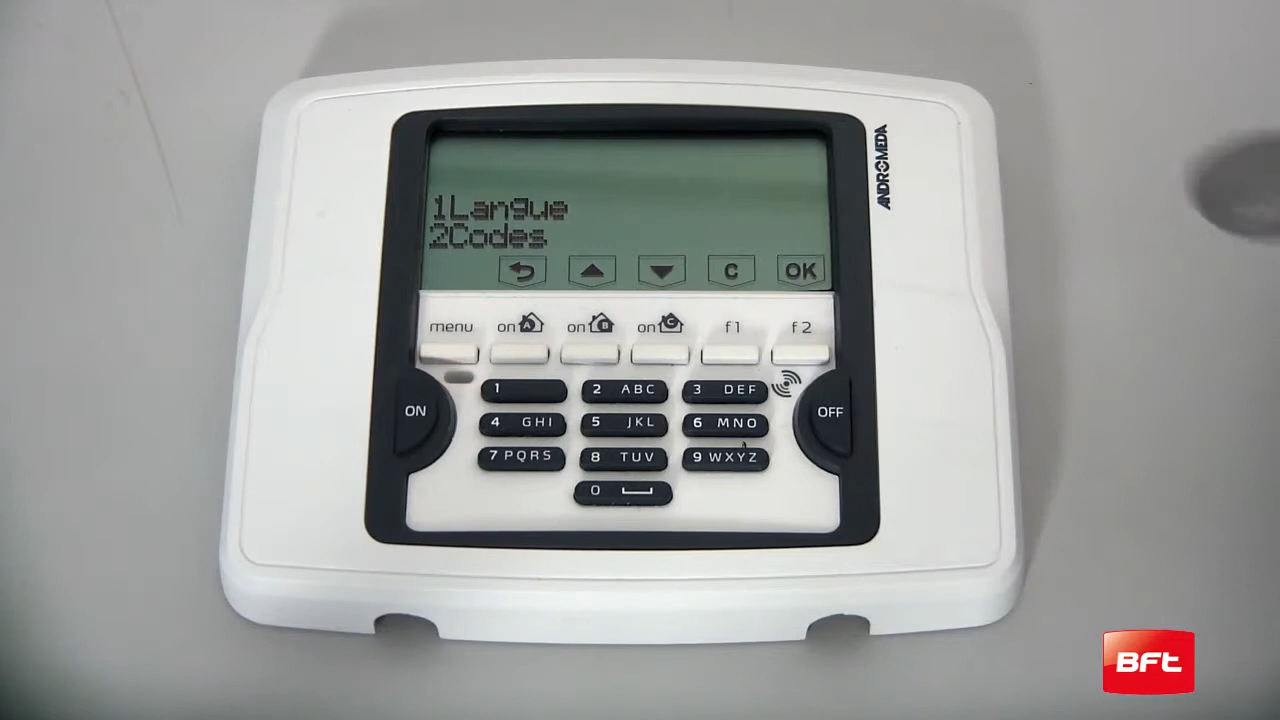 ANDROMEDA
1Langue
2Codes
C OK
menu on A on B on C f1 f2
1 2 ABC 3 DEF
ON 4 GHI 5 JKL 6 MNO OFF
7 PQRS 8 TUV 9 WXYZ
0
BFt